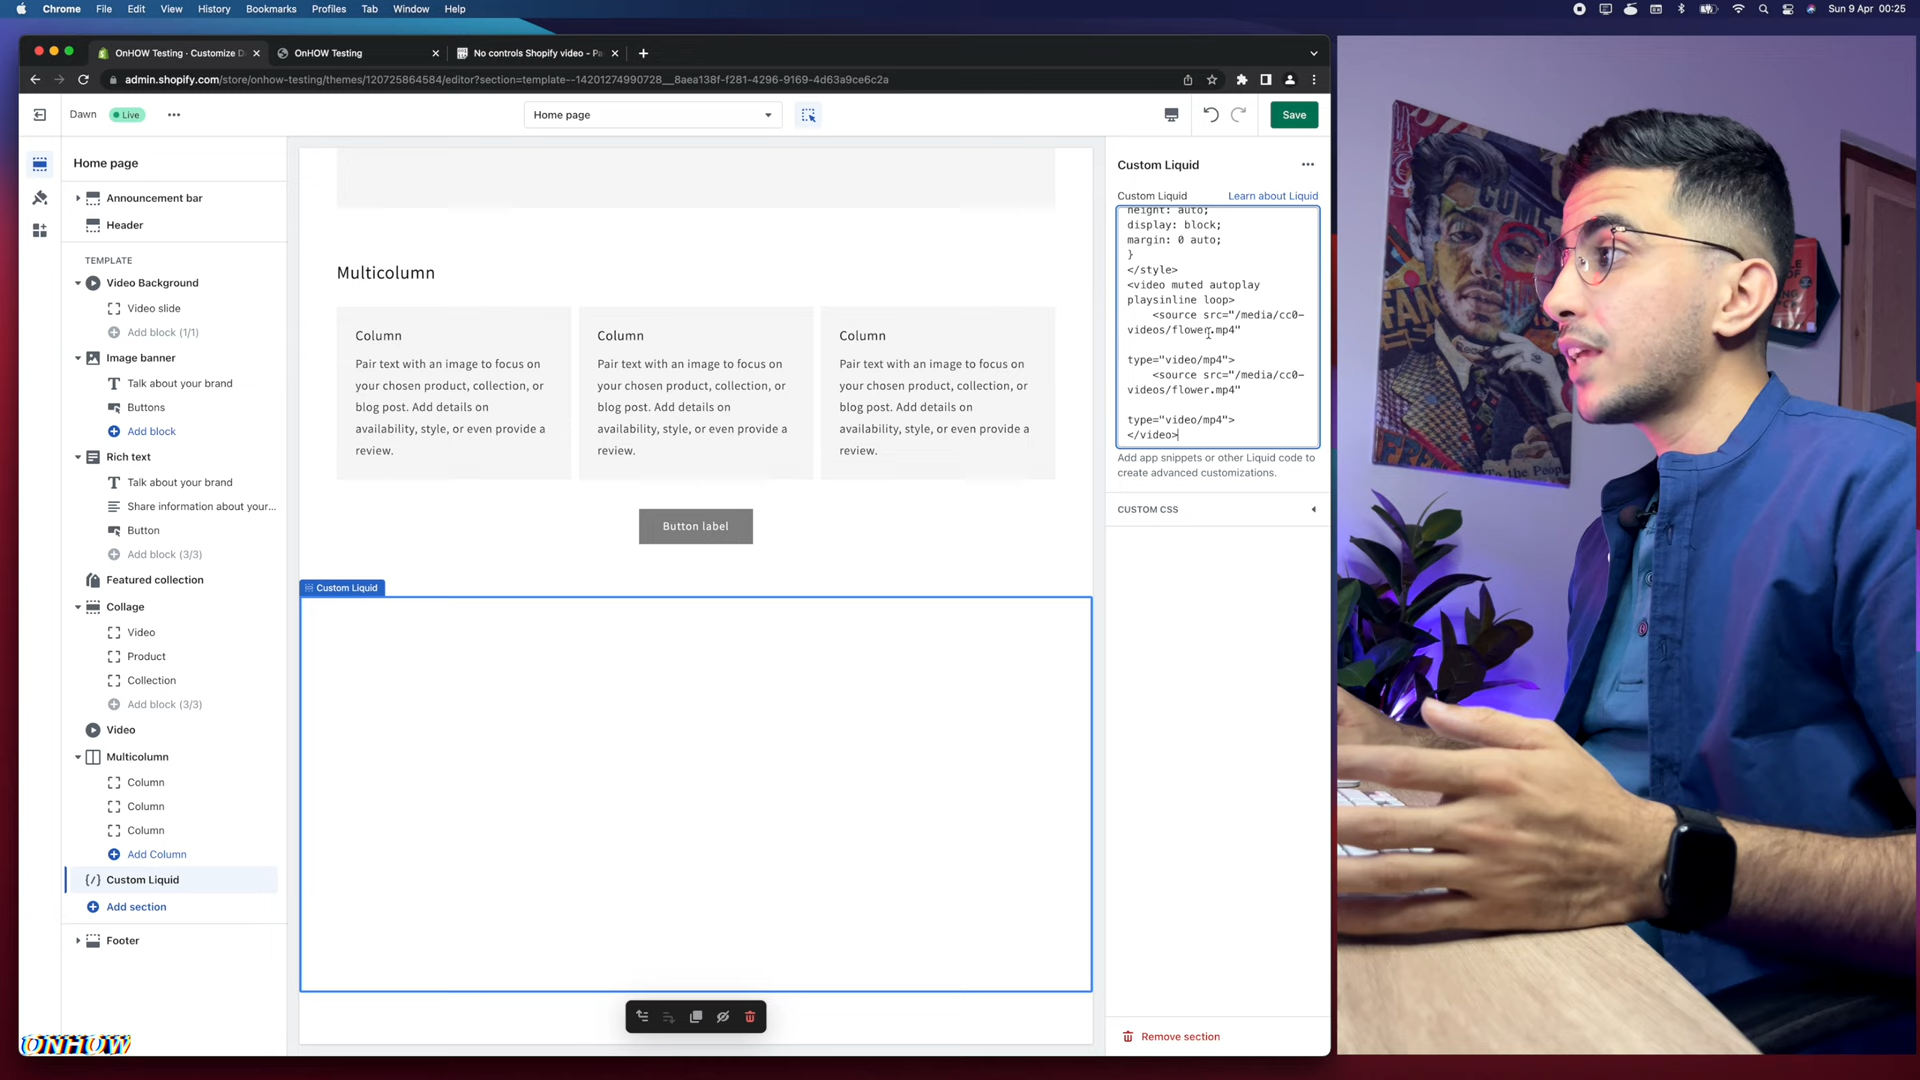 Chrome File Edit View History Bookmarks Profiles Tab Window Help Sun 9 Apr 00:25
OnHOW Testing · Customize D OnHOW Testing No controls Shopify video - Pa
admin.shopify.com/store/onhow-testing/themes/120725864584/editor?section=template--14201274990728__8aea138f-f281-4296-9169-4d63a9ce6c2a
Dawn Live Home page Save
Home page
Announcement bar
Header
TEMPLATE
Video Background
Video slide
Add block (1/1)
Image banner
Talk about your brand
Buttons
Add block
Rich text
Talk about your brand
Share information about your...
Button
Add block (3/3)
Featured collection
Collage
Video
Product
Collection
Add block (3/3)
Video
Multicolumn
Column
Column
Column
Add Column
{/} Custom Liquid
Add section
Footer
ONHOW
Multicolumn
Column
Pair text with an image to focus on
your chosen product, collection, or
blog post. Add details on
availability, style, or even provide a
review.
Column
Pair text with an image to focus on
your chosen product, collection, or
blog post. Add details on
availability, style, or even provide a
review.
Column
Pair text with an image to focus on
your chosen product, collection, or
blog post. Add details on
availability, style, or even provide a
review.
Button label
Custom Liquid
Custom Liquid
Custom Liquid Learn about Liquid
height: auto;
display: block;
margin: 0 auto;
}
</style>
<video muted autoplay
playsinline loop>
<source src="/media/cc0-
videos/flower.mp4"
type="video/mp4">
<source src="/media/cc0-
videos/flower.mp4"
type="video/mp4">
</video>
Add app snippets or other Liquid code to
create advanced customizations.
CUSTOM CSS
Remove section